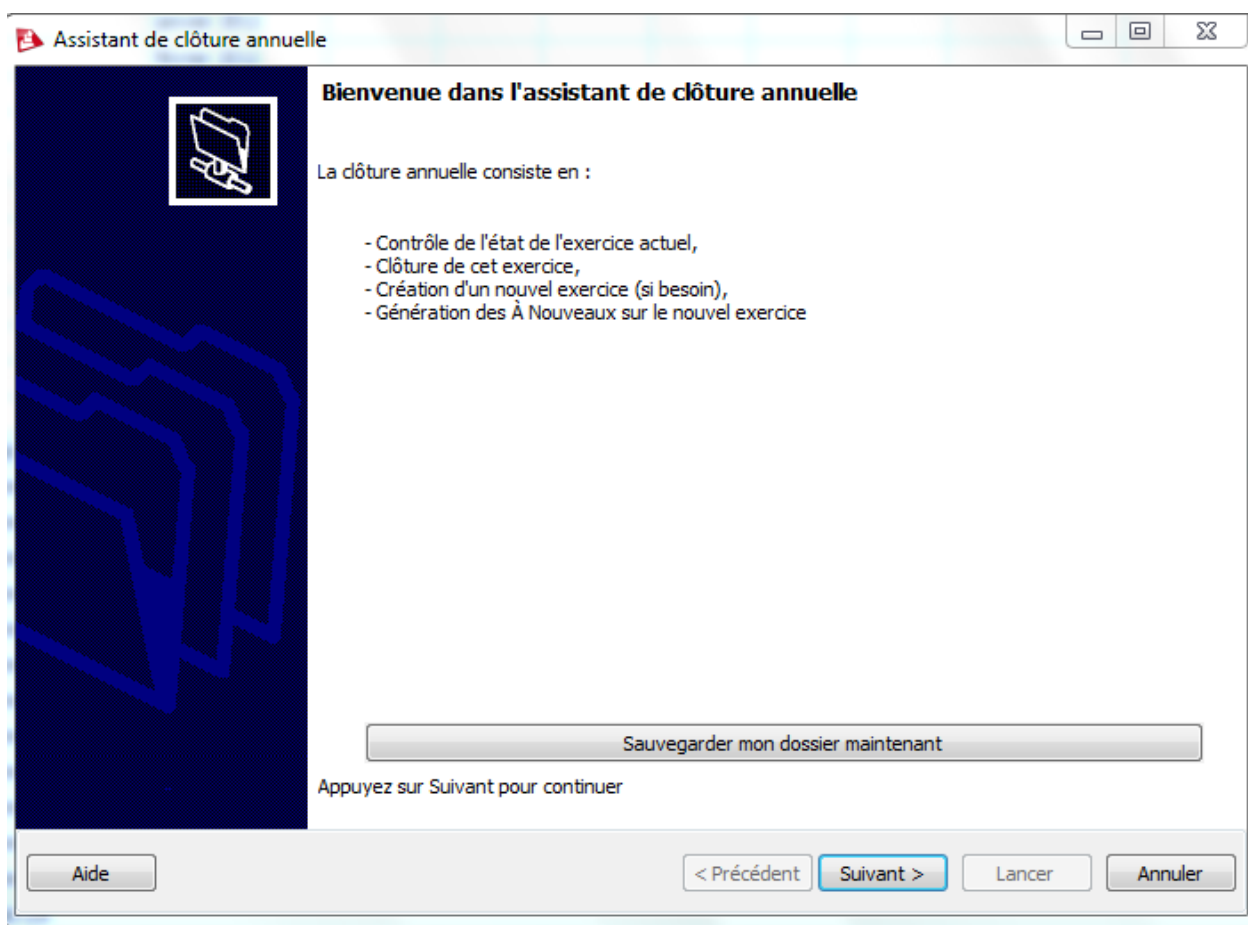 Assistant de clôture annuelle
Bienvenue dans l'assistant de clôture annuelle
La clôture annuelle consiste en :
- Contrôle de l'état de l'exercice actuel,
- Clôture de cet exercice,
- Création d'un nouvel exercice (si besoin),
- Génération des À Nouveaux sur le nouvel exercice
Sauvegarder mon dossier maintenant
Appuyez sur Suivant pour continuer
Aide
< Précédent
Suivant >
Lancer
Annuler